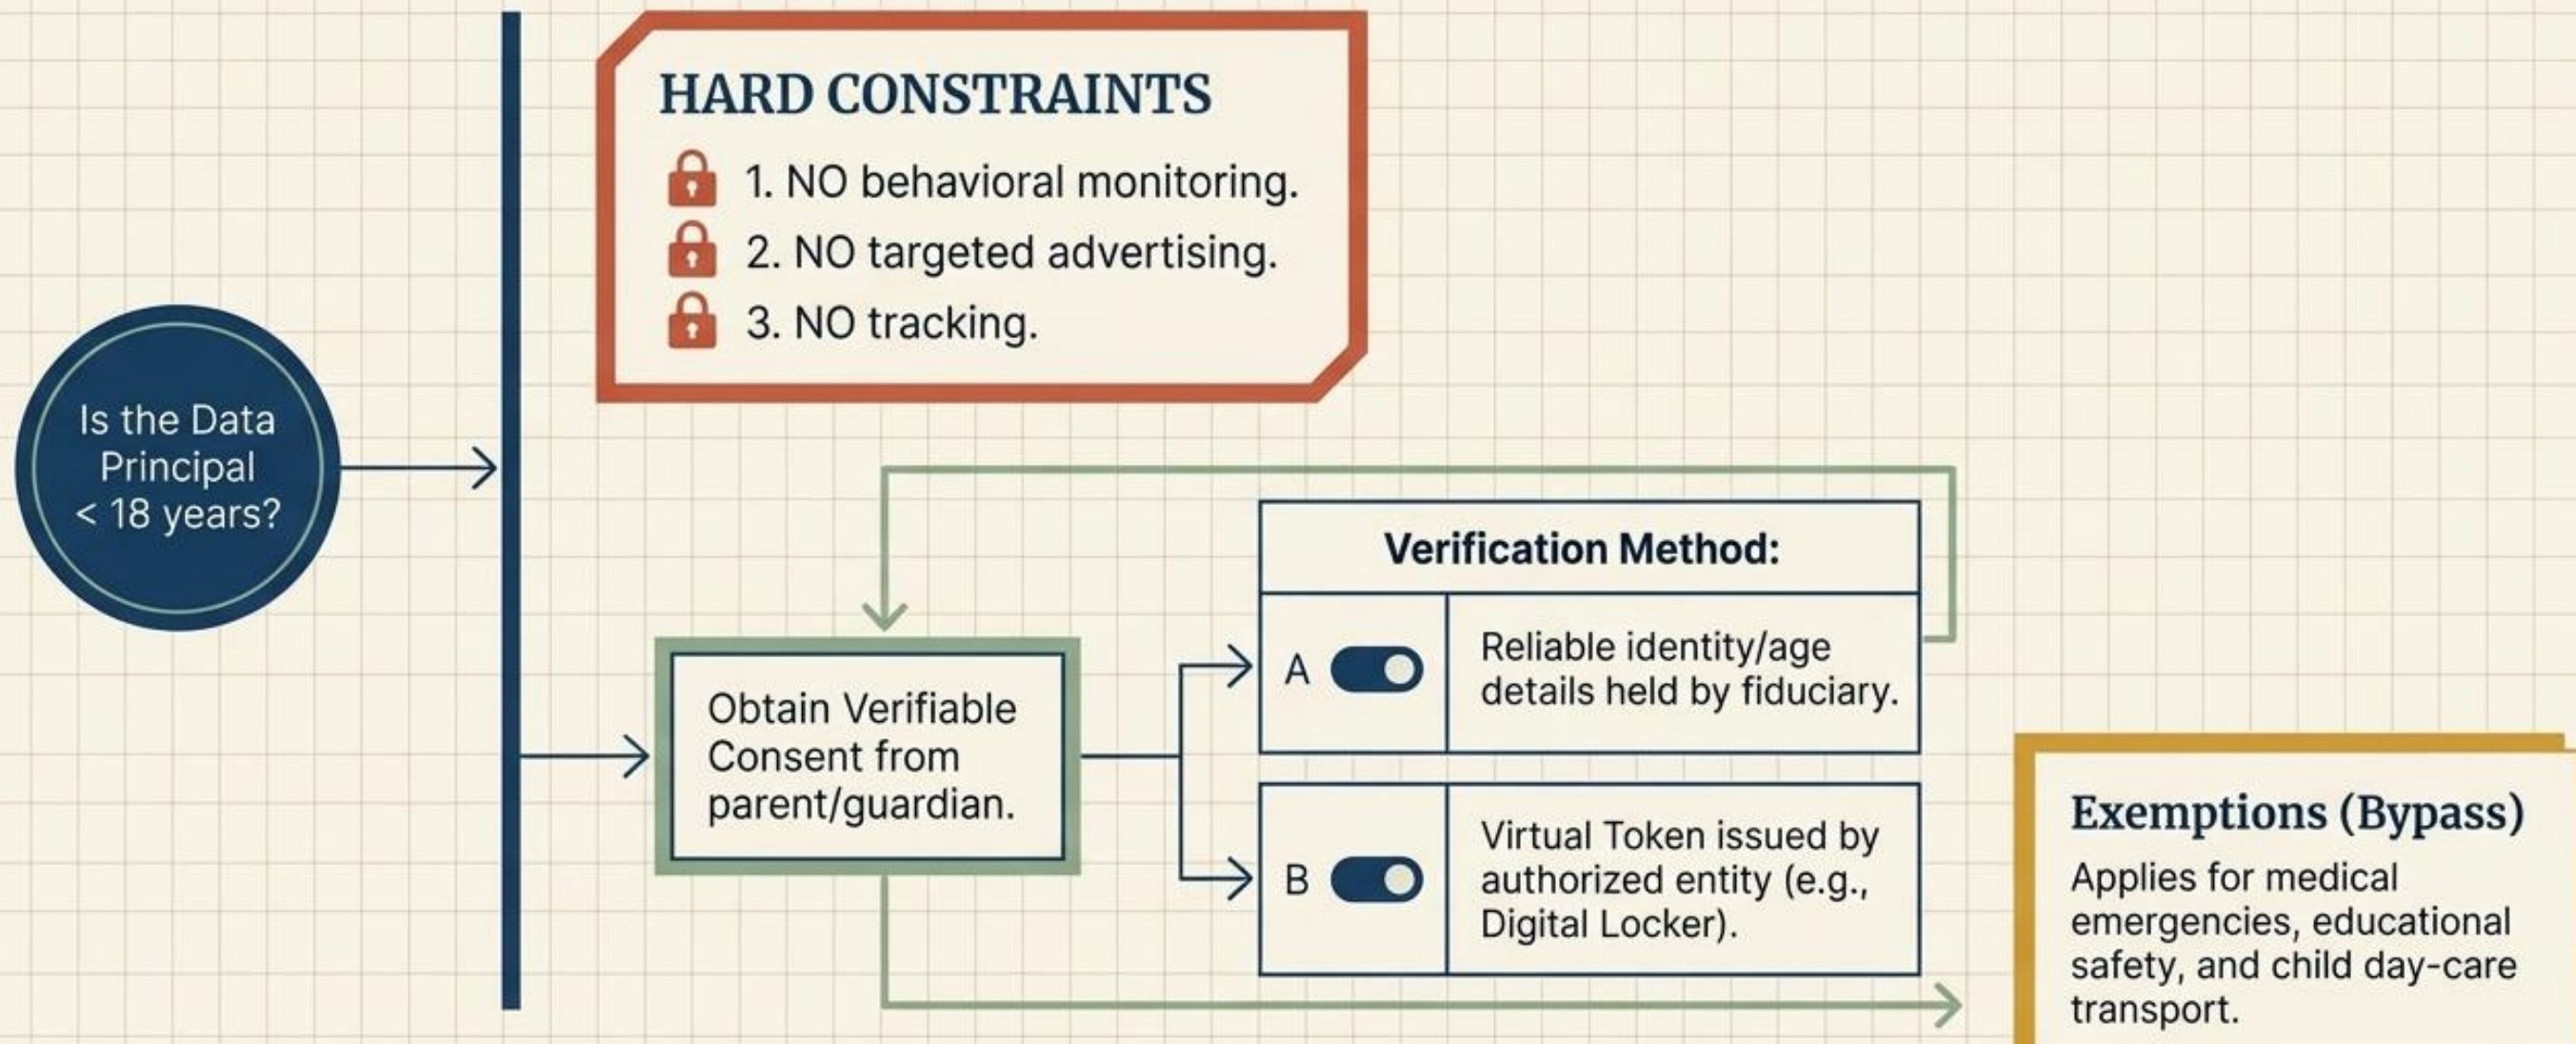 HARD CONSTRAINTS
1. NO behavioral monitoring.
2. NO targeted advertising.
3. NO tracking.
Is the Data
Principal
< 18 years?
Obtain Verifiable
Consent from
parent/guardian.
Verification Method:
A
Reliable identity/age
details held by fiduciary.
B
Virtual Token issued by
authorized entity (e.g.,
Digital Locker).
Exemptions (Bypass)
Applies for medical
emergencies, educational
safety, and child day-care
transport.